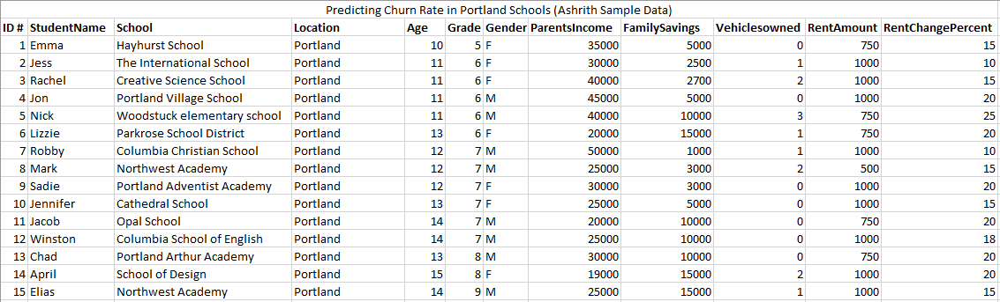 Predicting Churn Rate in Portland Schools (Ashrith Sample Data)
ID # StudentName School Location Age Grade Gender ParentsIncome FamilySavings Vehiclesowned RentAmount RentChangePercent
1 Emma Hayhurst School Portland 10 5 F 35000 5000 0 750 15
2 Jess The International School Portland 11 6 F 30000 2500 1 1000 10
3 Rachel Creative Science School Portland 11 6 F 40000 2700 2 1000 15
4 Jon Portland Village School Portland 11 6 M 45000 5000 0 1000 20
5 Nick Woodstuck elementary school Portland 11 6 M 40000 10000 3 750 25
6 Lizzie Parkrose School District Portland 13 6 F 20000 15000 1 750 20
7 Robby Columbia Christian School Portland 12 7 M 50000 1000 1 1000 10
8 Mark Northwest Academy Portland 12 7 M 25000 3000 2 500 15
9 Sadie Portland Adventist Academy Portland 12 7 F 30000 3000 0 1000 20
10 Jennifer Cathedral School Portland 13 7 F 25000 5000 0 1000 15
11 Jacob Opal School Portland 14 7 M 20000 10000 0 750 20
12 Winston Columbia School of English Portland 14 7 M 25000 10000 0 1000 18
13 Chad Portland Arthur Academy Portland 13 8 M 30000 10000 0 750 20
14 April School of Design Portland 15 8 F 19000 15000 2 1000 20
15 Elias Northwest Academy Portland 14 9 M 25000 15000 1 1000 15